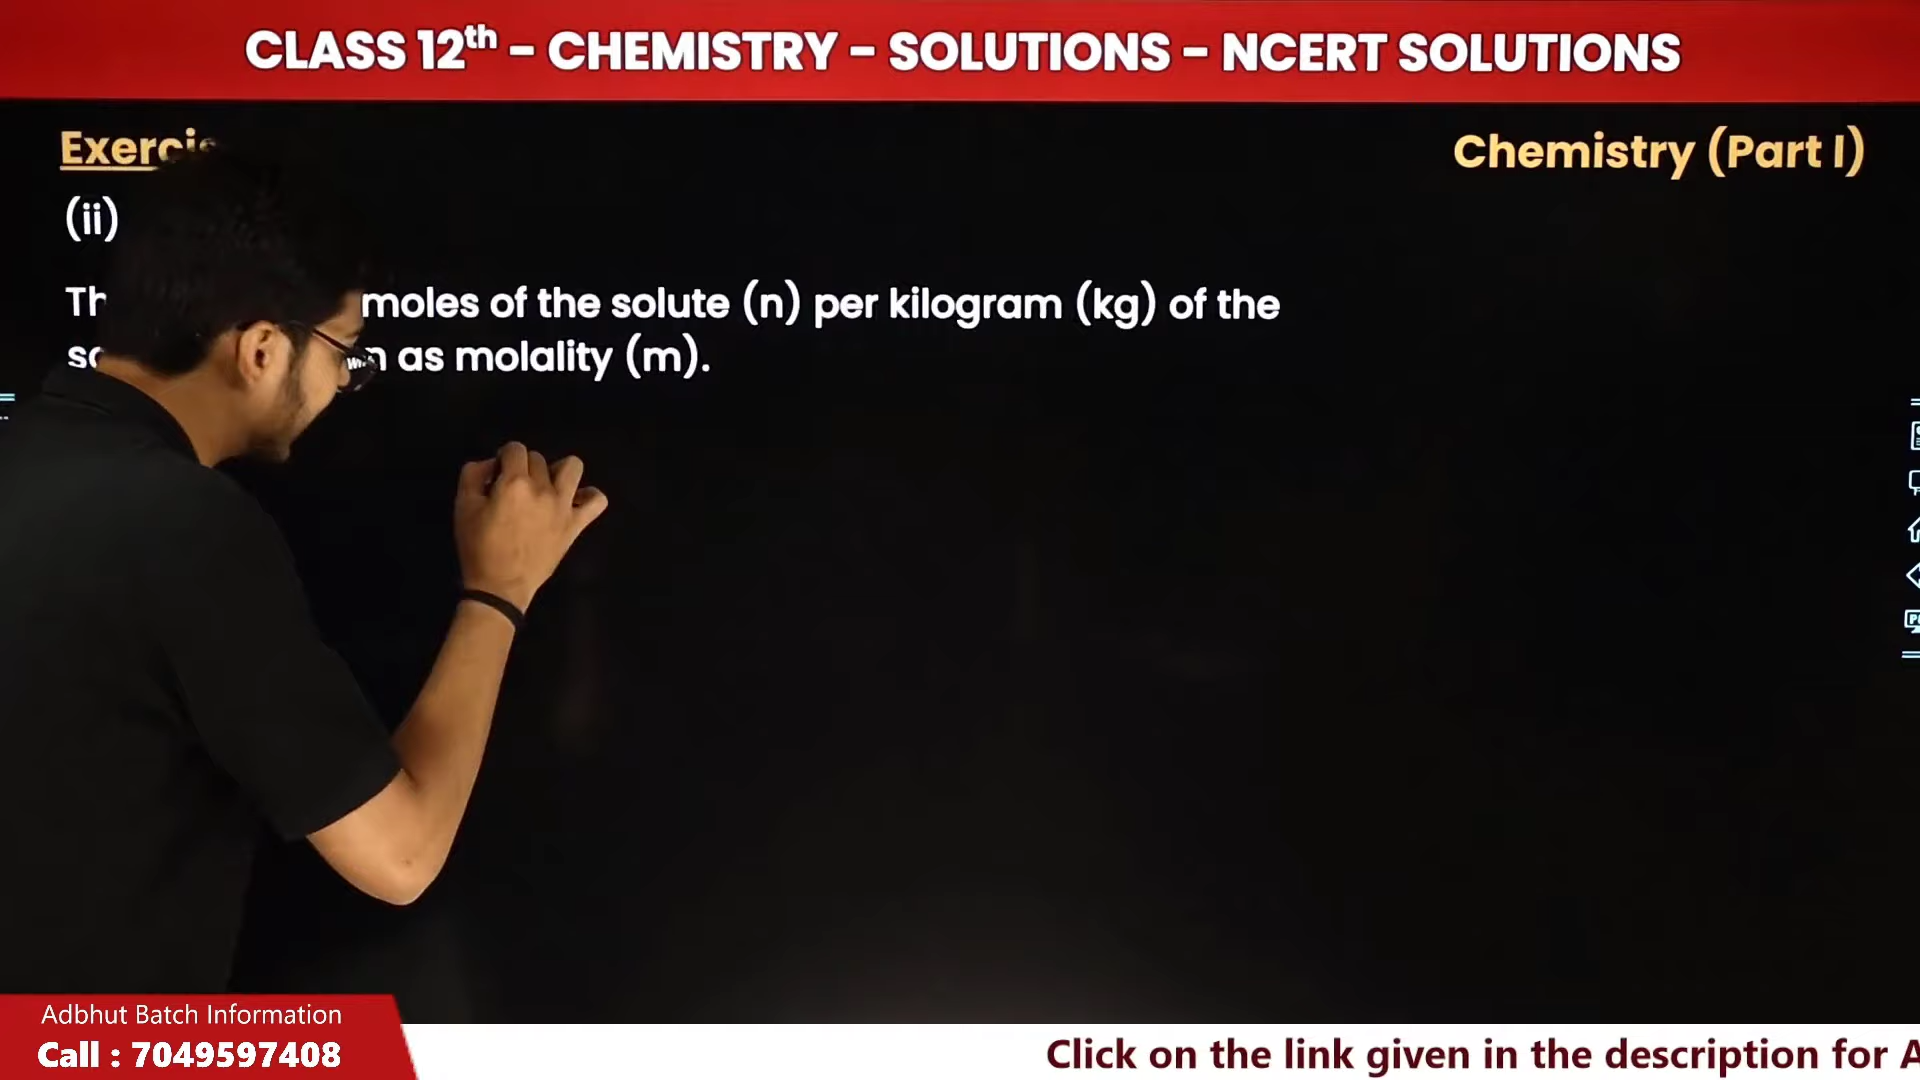 CLASS 12th - CHEMISTRY - SOLUTIONS - NCERT SOLUTIONS
Chemistry (Part I)
(ii)
moles of the solute (n) per kilogram (kg) of the
as molality (m).
Adbhut Batch Information
Call : 7049597408
Click on the link given in the description for